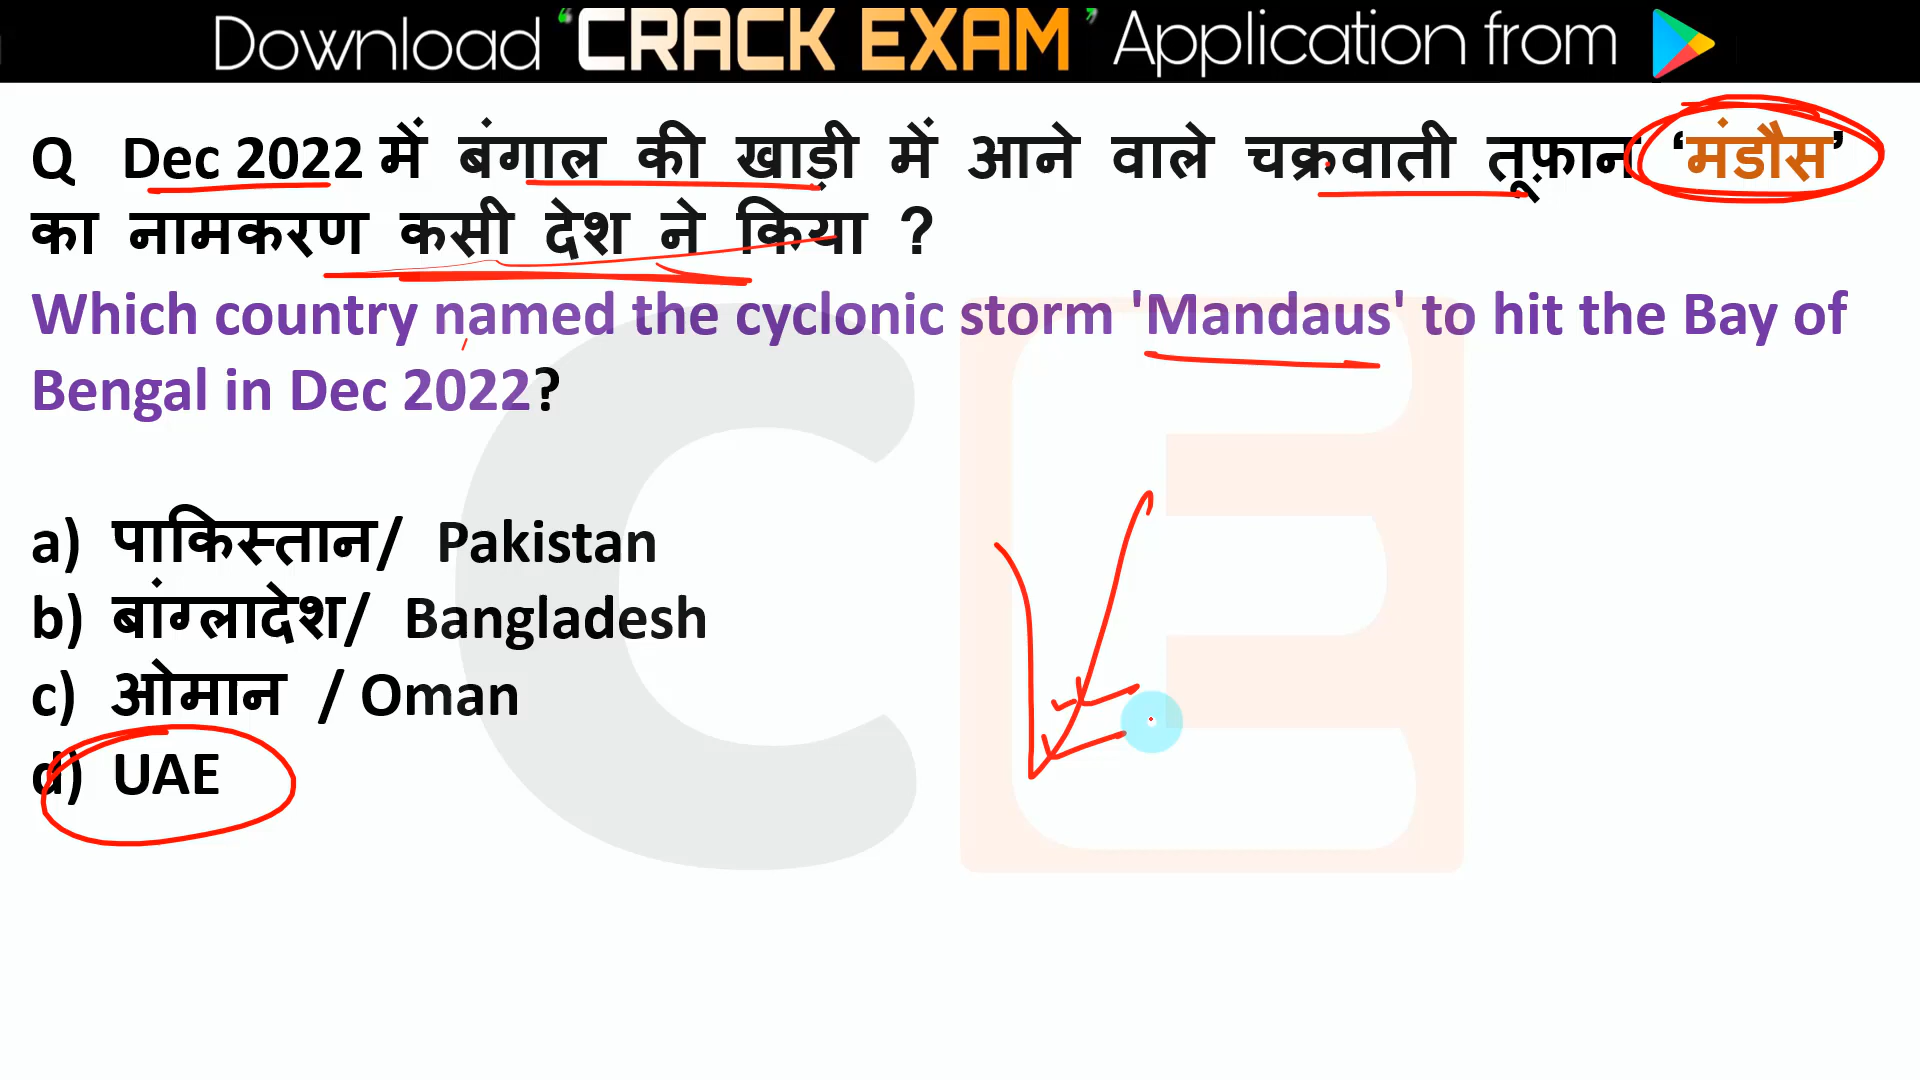 Download ‘CRACK EXAM’ Application from
Q Dec 2022 में बंगाल की खाड़ी में आने वाले चक्रवाती तूफ़ान ‘मंडौस’
का नामकरण कसी देश ने किया ?
Which country named the cyclonic storm 'Mandaus' to hit the Bay of
Bengal in Dec 2022?
a) पाकिस्तान/ Pakistan
b) बांग्लादेश/ Bangladesh
c) ओमान / Oman
d) UAE
CE